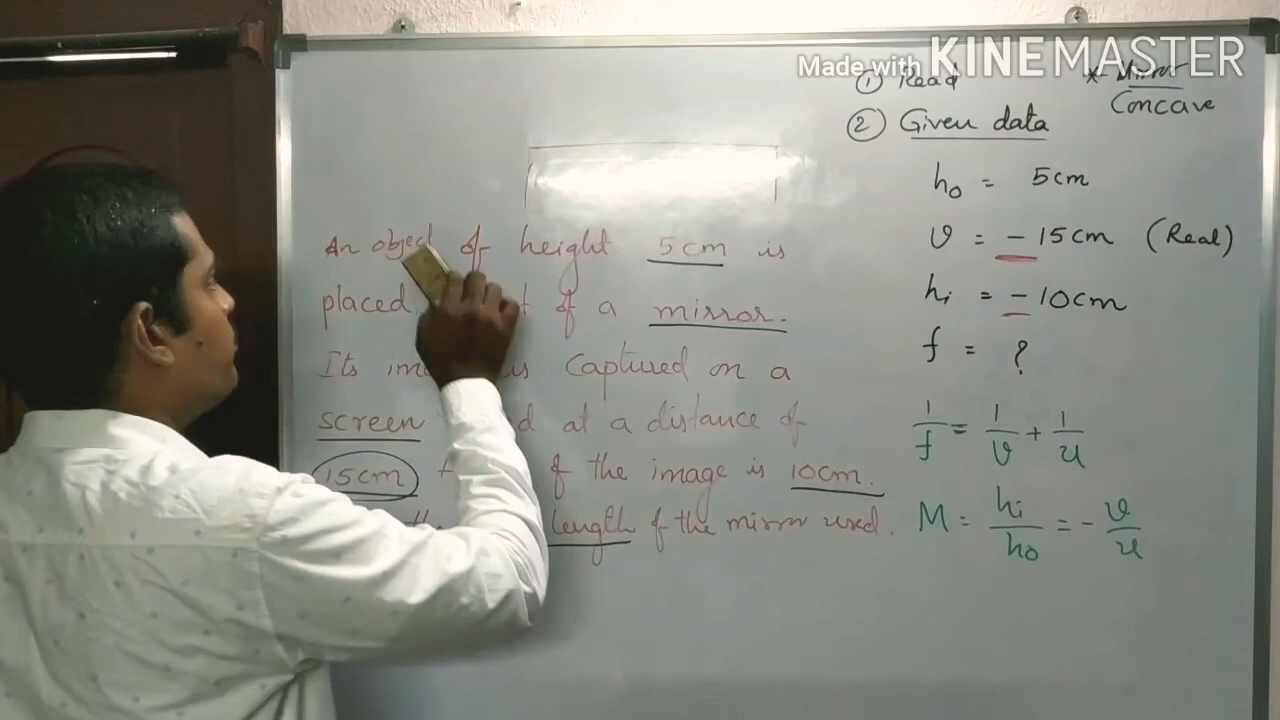 Made with KINEMASTER
① Read
* Mirror
Concave
② Given data
h₀ = 5cm
v = - 15cm (Real)
hᵢ = - 10cm
f = ?
1/f = 1/v + 1/u
M = hᵢ/h₀ = - v/u
An object of height 5cm is
placed of a mirror.
Its is captured on a
screen at a distance of
15cm of the image is 10cm.
length of the mirror used.